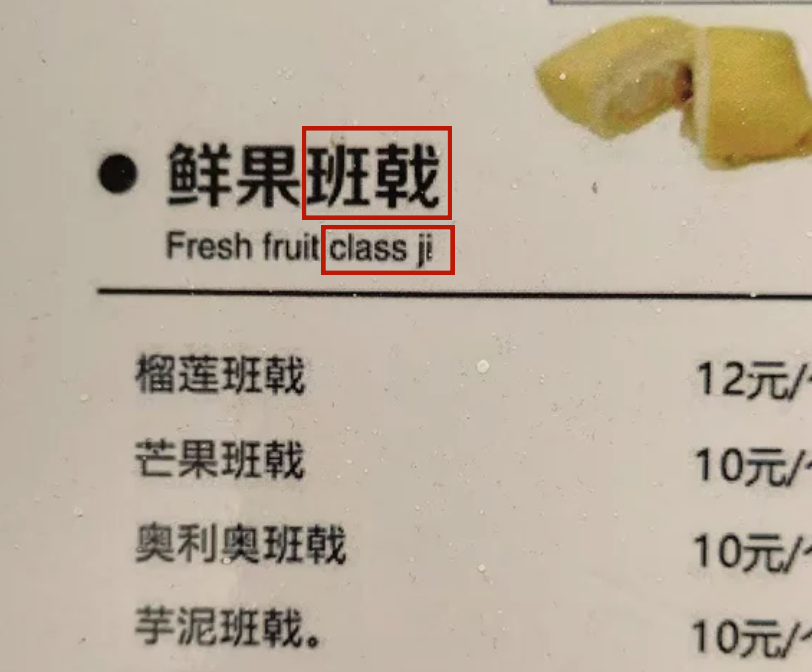 鲜果班戟
Fresh fruit class ji
榴莲班戟 12元/
芒果班戟 10元/
奥利奥班戟 10元/
芋泥班戟。 10元/